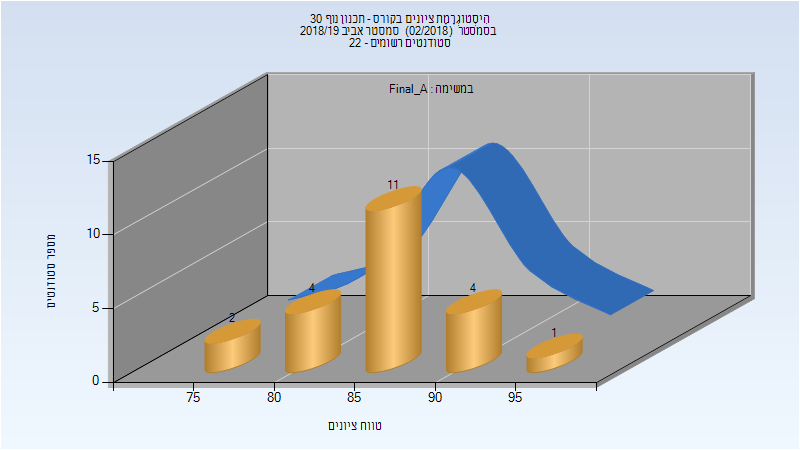 היסטוגרמת ציונים בקורס - תכנון נוף 30
בסמסטר (02/2018) סמסטר אביב 2018/19
סטודנטים רשומים - 22
במשימה : Final_A
מספר סטודנטים
15
10
5
0
2
4
11
4
1
75
80
85
90
95
טווח ציונים